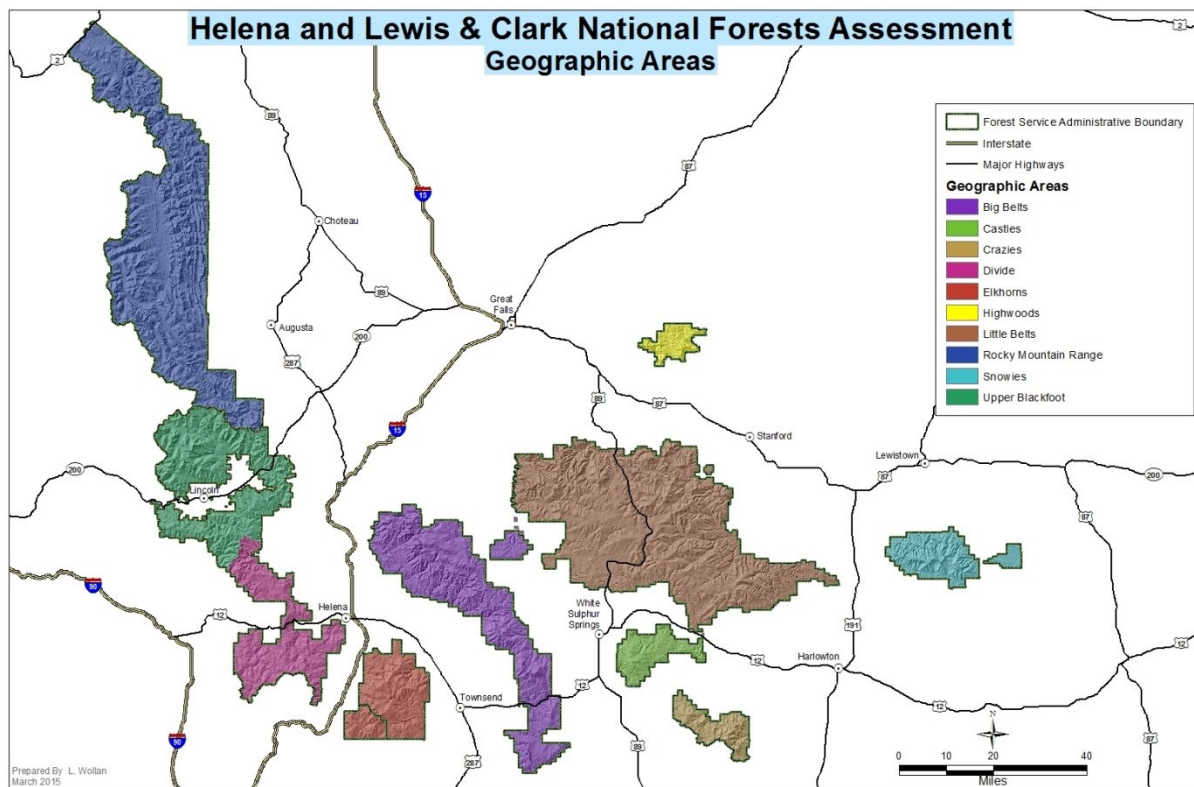 Helena and Lewis & Clark National Forests Assessment
Geographic Areas
Forest Service Administrative Boundary
Interstate
Major Highways
Geographic Areas
Big Belts
Castles
Crazies
Divide
Elkhorns
Highwoods
Little Belts
Rocky Mountain Range
Snowies
Upper Blackfoot
2
2
89
87
15
Choteau
89
Great
Falls
Augusta
200
287
89
87
15
Stanford
Lewistown
200
Lincoln
87
200
87
90
12
Helena
White
Sulphur
Springs
191
12
12
Harlowton
12
Townsend
12
90
287
89
87
N
0
10
20
40
Miles
Prepared By L. Wollan
March 2015